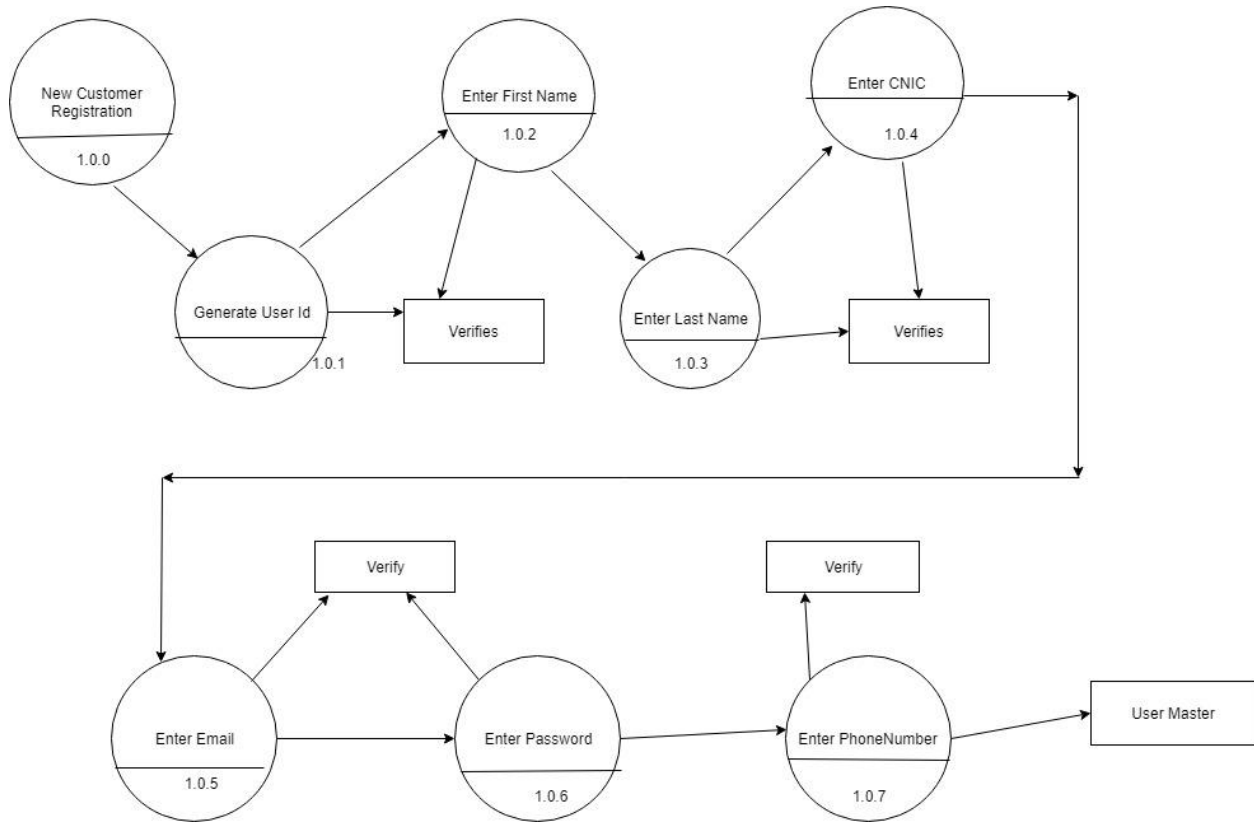 New Customer
Registration
1.0.0
Enter First Name
1.0.2
Enter CNIC
1.0.4
Generate User Id
1.0.1
Verifies
Enter Last Name
1.0.3
Verifies
Verify
Verify
Enter Email
1.0.5
Enter Password
1.0.6
Enter PhoneNumber
1.0.7
User Master